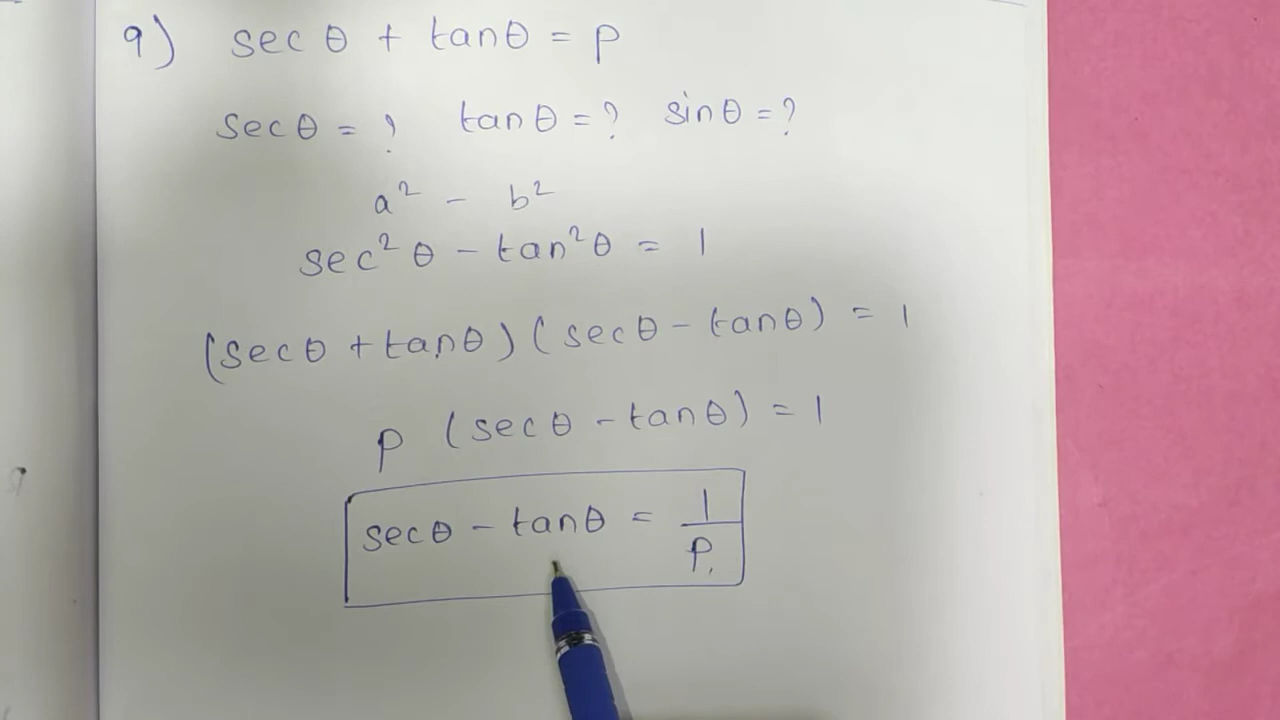 9) sec θ + tanθ = p
secθ = ? tanθ = ? sinθ = ?
a² - b²
sec²θ - tan²θ = 1
(secθ + tanθ) (secθ - tanθ) = 1
p (secθ - tanθ) = 1
secθ - tanθ = 1/p